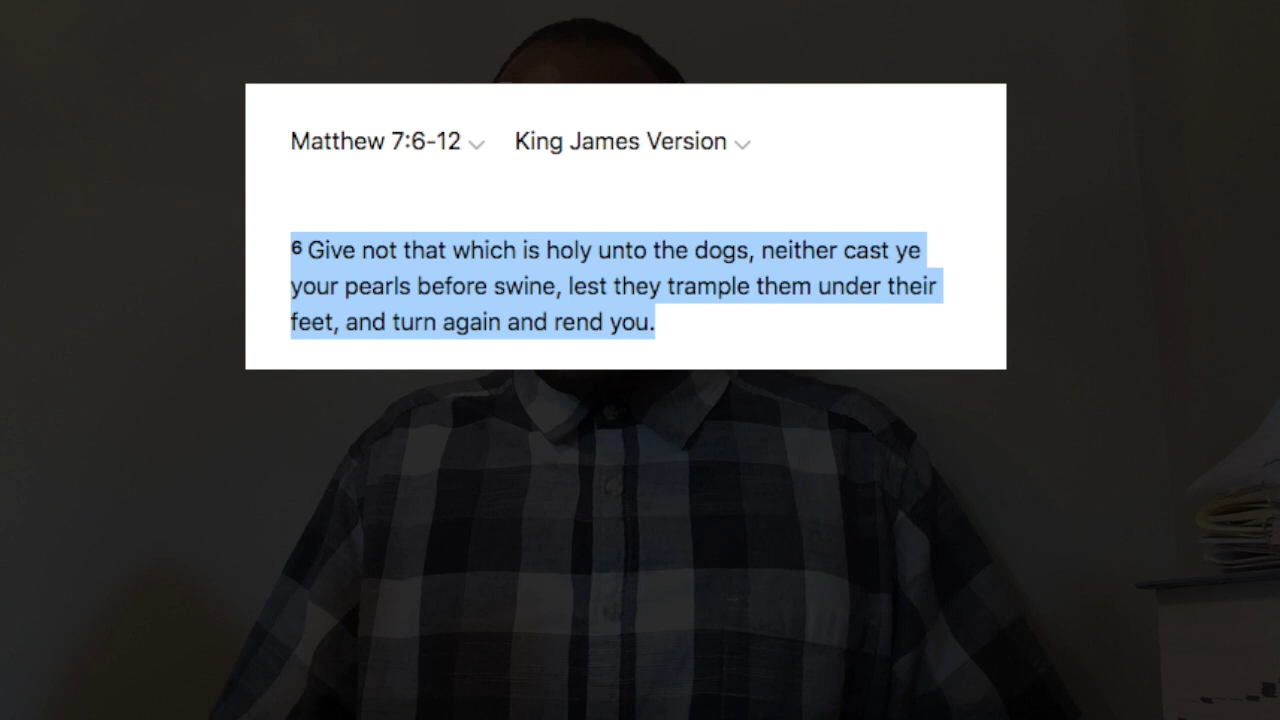 Matthew 7:6-12 King James Version
6 Give not that which is holy unto the dogs, neither cast ye
your pearls before swine, lest they trample them under their
feet, and turn again and rend you.